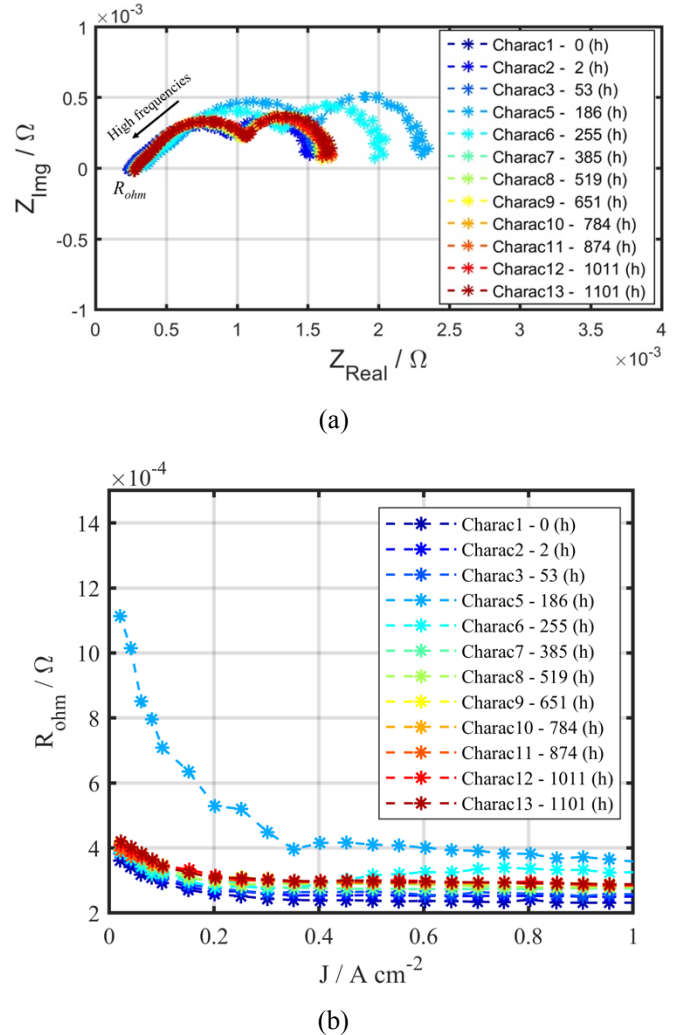 ×10⁻³
1
0.5
0
-0.5
-1
Z_Img / Ω
High frequencies
R_ohm
Charac1 - 0 (h)
Charac2 - 2 (h)
Charac3 - 53 (h)
Charac5 - 186 (h)
Charac6 - 255 (h)
Charac7 - 385 (h)
Charac8 - 519 (h)
Charac9 - 651 (h)
Charac10 - 784 (h)
Charac11 - 874 (h)
Charac12 - 1011 (h)
Charac13 - 1101 (h)
0 0.5 1 1.5 2 2.5 3 3.5 4
Z_Real / Ω
×10⁻³
(a)
×10⁻⁴
14
12
10
8
6
4
2
R_ohm / Ω
Charac1 - 0 (h)
Charac2 - 2 (h)
Charac3 - 53 (h)
Charac5 - 186 (h)
Charac6 - 255 (h)
Charac7 - 385 (h)
Charac8 - 519 (h)
Charac9 - 651 (h)
Charac10 - 784 (h)
Charac11 - 874 (h)
Charac12 - 1011 (h)
Charac13 - 1101 (h)
0 0.2 0.4 0.6 0.8 1
J / A cm⁻²
(b)